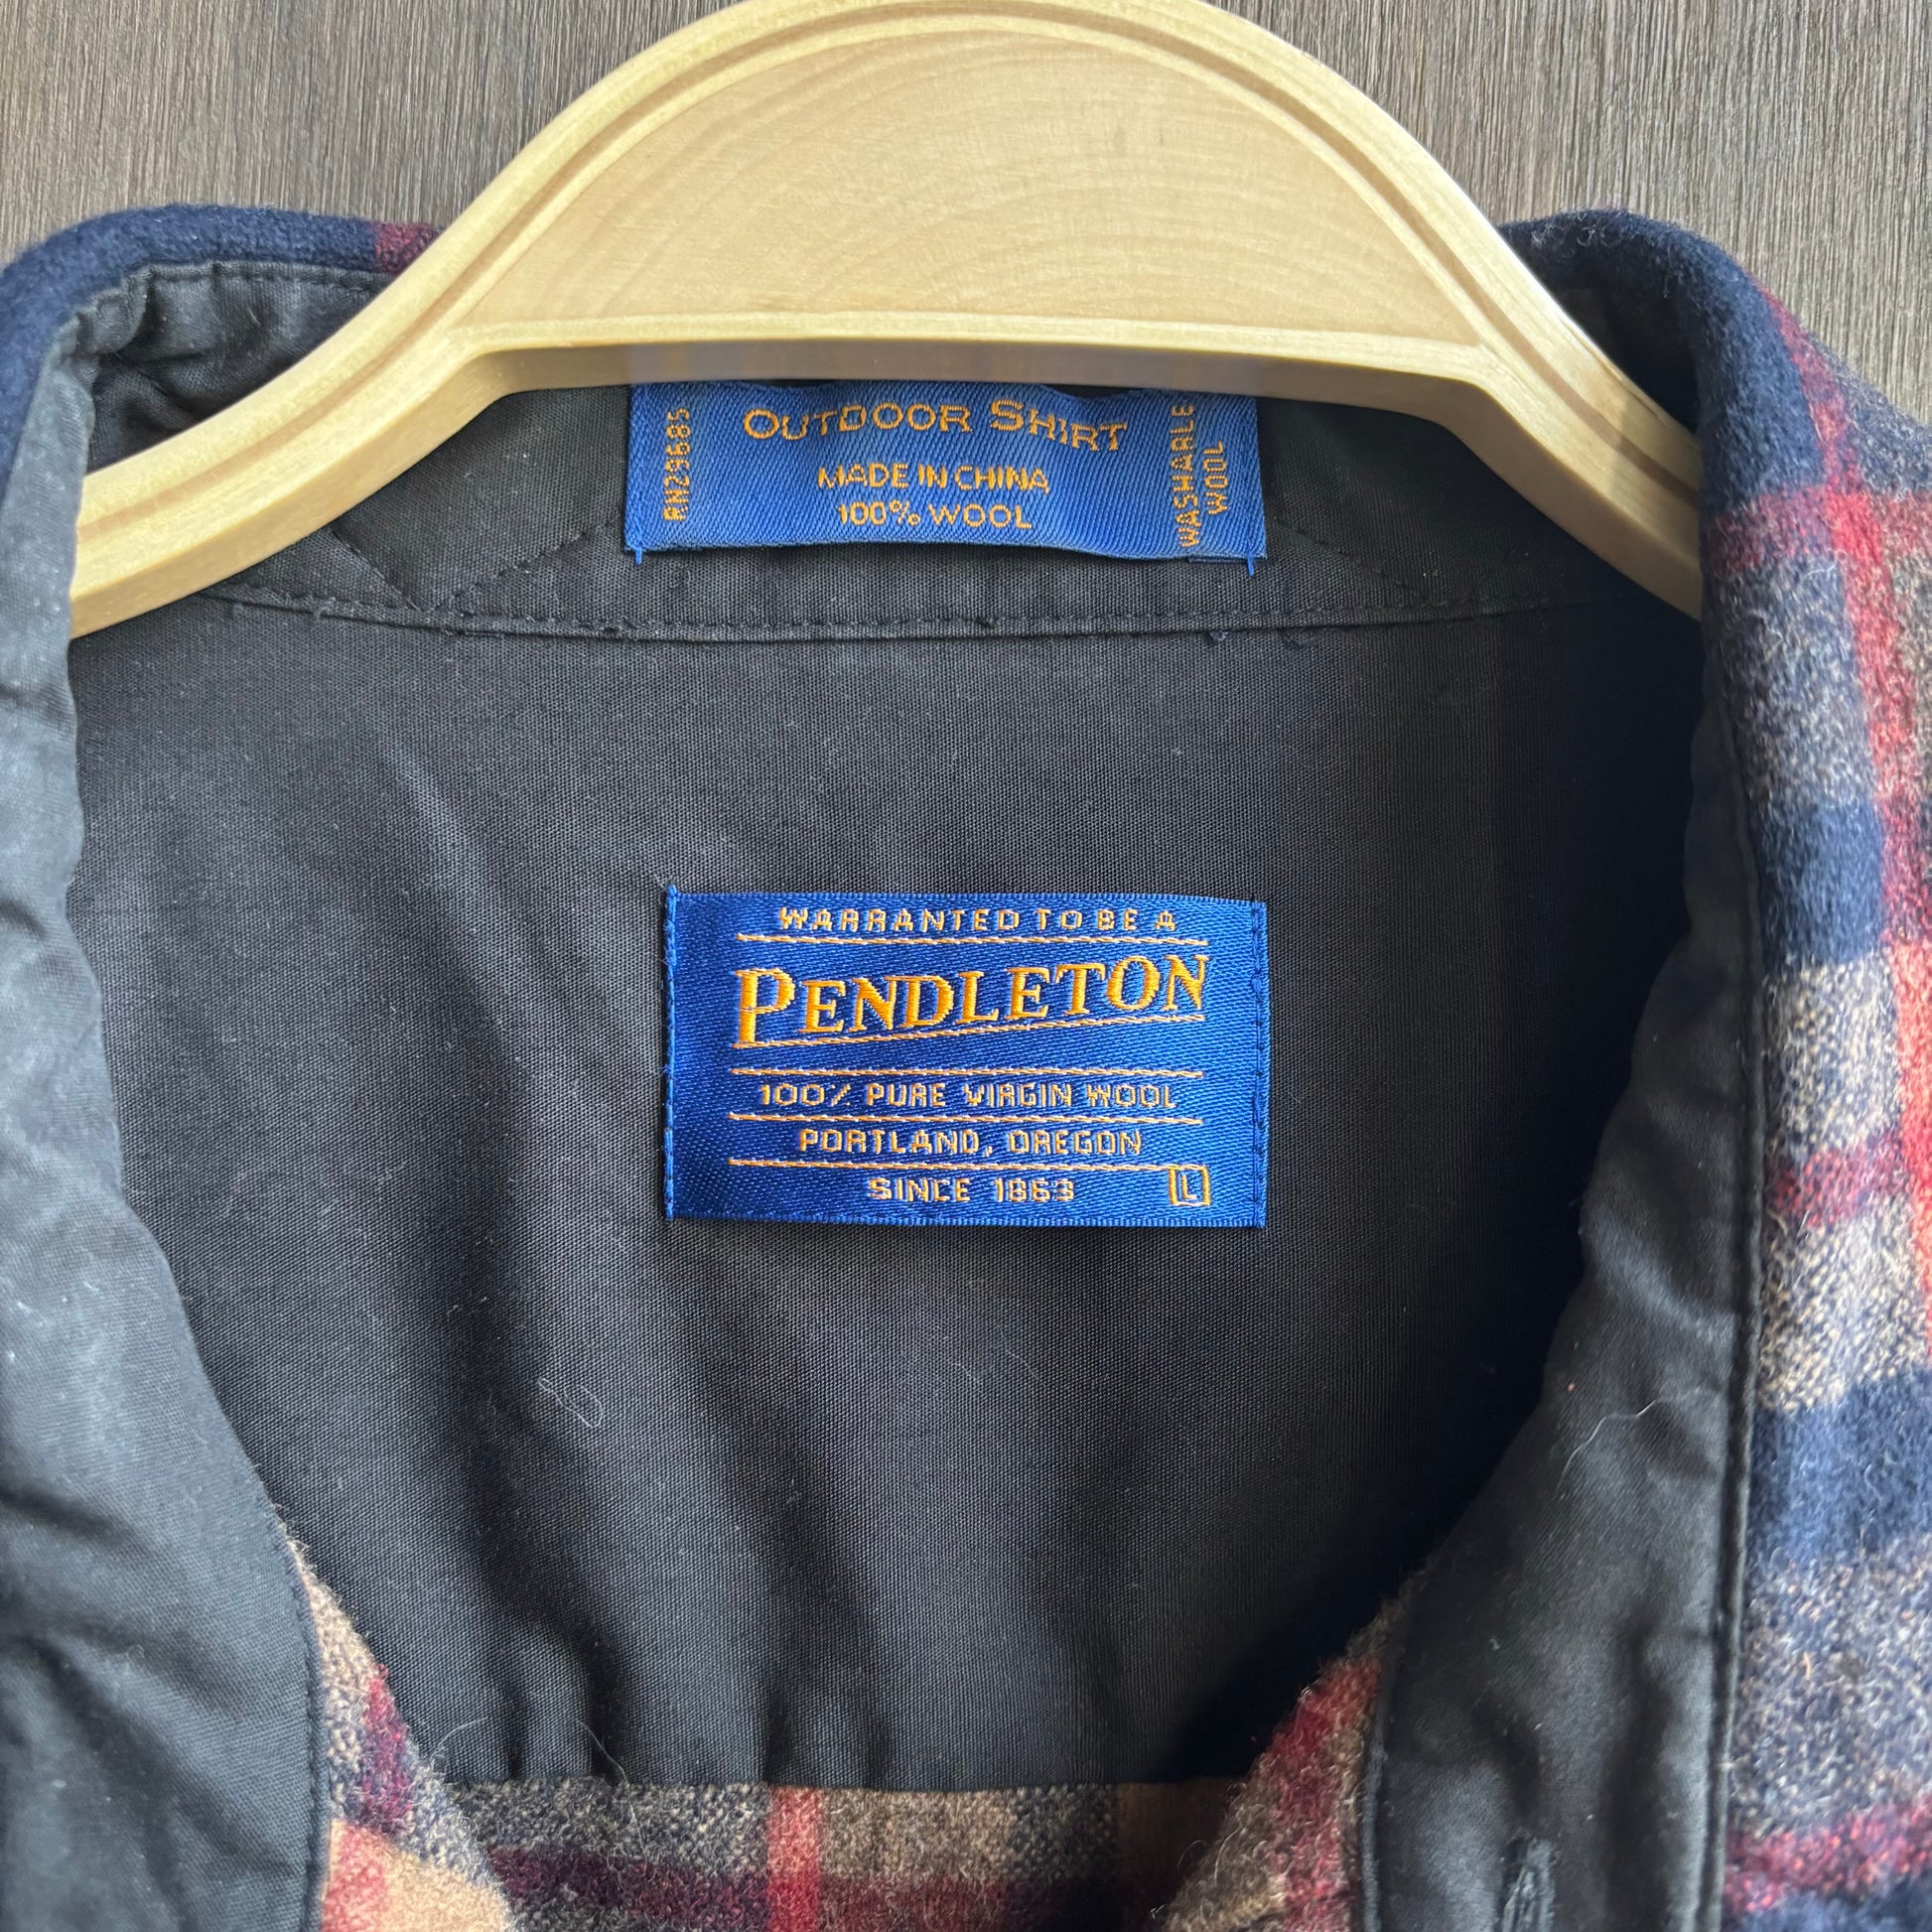 OUTDOOR SHIRT
MADE IN CHINA
100% WOOL
RN29685
WASHABLE
WOOL
WARRANTED TO BE A
PENDLETON
100% PURE VIRGIN WOOL
PORTLAND, OREGON
SINCE 1863
L